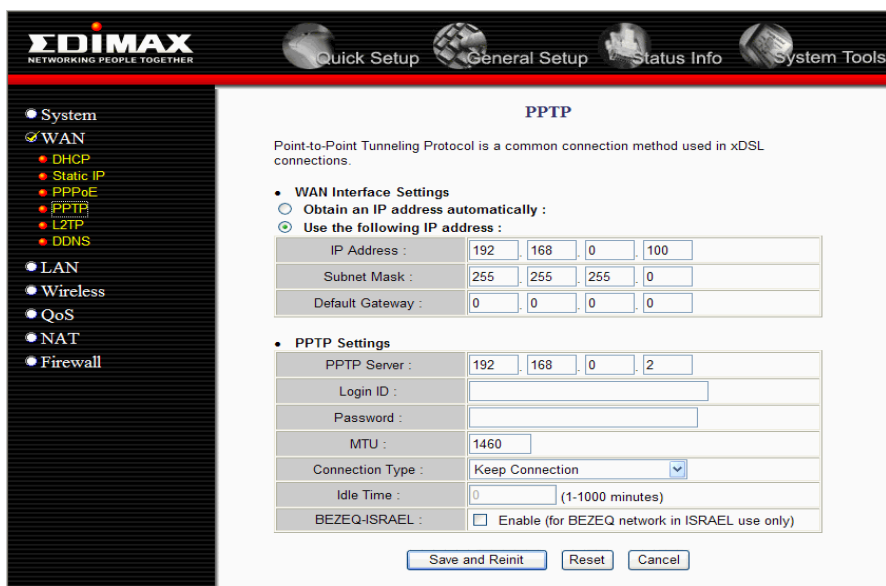 EDIMAX
NETWORKING PEOPLE TOGETHER
Quick Setup
General Setup
Status Info
System Tools
System
WAN
DHCP
Static IP
PPPoE
PPTP
L2TP
DDNS
LAN
Wireless
QoS
NAT
Firewall
PPTP
Point-to-Point Tunneling Protocol is a common connection method used in xDSL
connections.
WAN Interface Settings
Obtain an IP address automatically :
Use the following IP address :
IP Address : 192 . 168 . 0 . 100
Subnet Mask : 255 . 255 . 255 . 0
Default Gateway : 0 . 0 . 0 . 0
PPTP Settings
PPTP Server : 192 . 168 . 0 . 2
Login ID :
Password :
MTU : 1460
Connection Type : Keep Connection
Idle Time : 0 (1-1000 minutes)
BEZEQ-ISRAEL : Enable (for BEZEQ network in ISRAEL use only)
Save and Reinit Reset Cancel